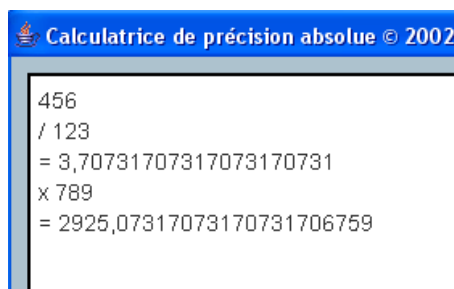 Calculatrice de précision absolue © 2002
456
/ 123
= 3,70731707317073170731
x 789
= 2925,07317073170731706759